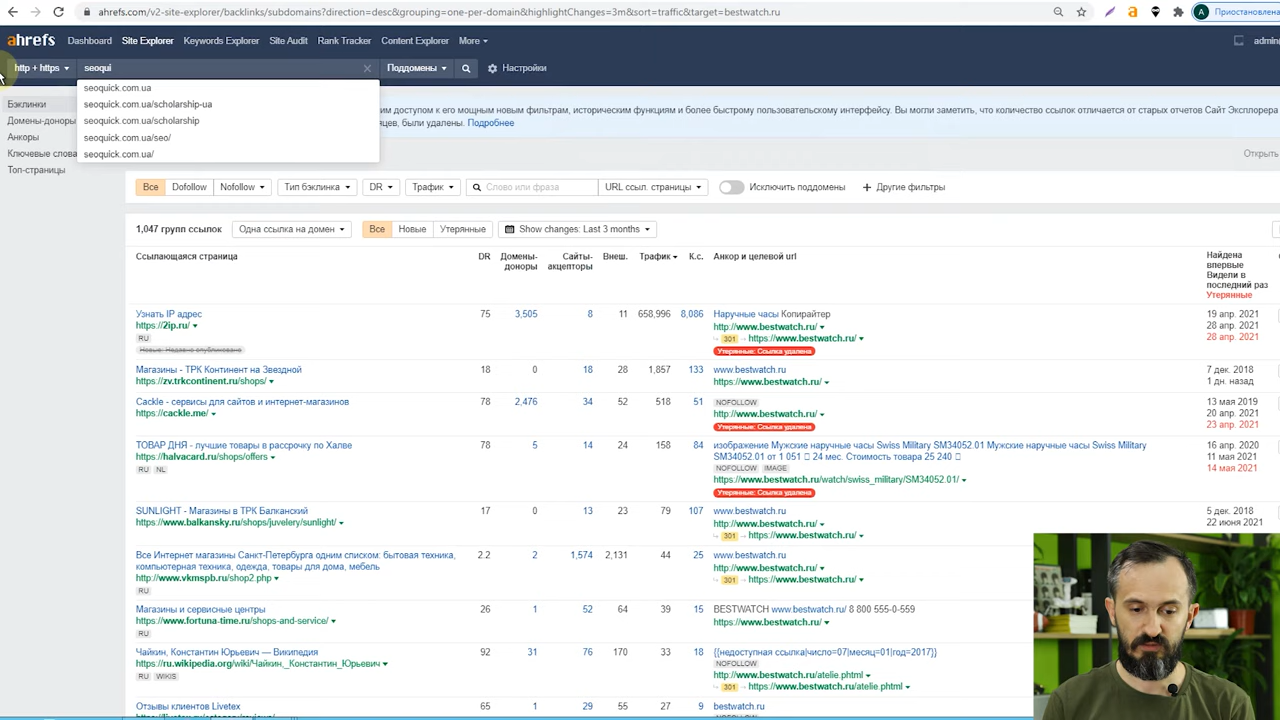 ahrefs.com/v2-site-explorer/backlinks/subdomains?direction=desc&grouping=one-per-domain&highlightChanges=3m&sort=traffic&target=bestwatch.ru
A Приостановлена
ahrefs Dashboard Site Explorer Keywords Explorer Site Audit Rank Tracker Content Explorer More admin
http + https seoqui Поддомены Настройки
seoquick.com.ua
seoquick.com.ua/scholarship-ua
seoquick.com.ua/scholarship
seoquick.com.ua/seo/
seoquick.com.ua/
Бэклинки
Домены-доноры
Анкоры
Ключевые слова
Топ-страницы
им доступом к его мощным новым фильтрам, историческим функциям и более быстрому пользовательскому интерфейсу. Вы могли заметить, что количество ссылок отличается от старых отчетов Сайт Эксплорера
яцев, были удалены. Подробнее
Открыть
Все Dofollow Nofollow Тип бэклинка DR Трафик Слово или фраза URL ссыл. страницы Исключить поддомены + Другие фильтры
1,047 групп ссылок Одна ссылка на домен Все Новые Утерянные Show changes: Last 3 months
Ссылающаяся страница DR Домены-доноры Сайты-акцепторы Внеш. Трафик К.с. Анкор и целевой url Найдена впервые Видели в последний раз Утерянные
Узнать IP адрес 75 3,505 8 11 658,996 8,086 Наручные часы Копирайтер 19 апр. 2021
https://2ip.ru/ http://www.bestwatch.ru/ 28 апр. 2021
RU 301 https://www.bestwatch.ru/ 28 апр. 2021
Новые: Недавно опубликовано Утерянные: Ссылка удалена
Магазины - ТРК Континент на Звездной 18 0 18 28 1,857 133 www.bestwatch.ru 7 дек. 2018
https://zv.trkcontinent.ru/shops/ https://www.bestwatch.ru/ 1 дн. назад
Cackle - сервисы для сайтов и интернет-магазинов 78 2,476 34 52 518 51 NOFOLLOW 13 мая 2019
https://cackle.me/ http://www.bestwatch.ru/ 20 апр. 2021
Утерянные: Ссылка удалена 23 апр. 2021
ТОВАР ДНЯ - лучшие товары в рассрочку по Халве 78 5 14 24 158 84 изображение Мужские наручные часы Swiss Military SM34052.01 Мужские наручные часы Swiss Military 16 апр. 2020
https://halvacard.ru/shops/offers SM34052.01 от 1 051 24 мес. Стоимость товара 25 240 11 мая 2021
RU NL NOFOLLOW IMAGE 14 мая 2021
https://www.bestwatch.ru/watch/swiss_military/SM34052.01/
Утерянные: Ссылка удалена
SUNLIGHT - Магазины в ТРК Балканский 17 0 13 23 79 107 www.bestwatch.ru 5 дек. 2018
https://www.balkansky.ru/shops/juvelery/sunlight/ http://www.bestwatch.ru/ 22 июня 2021
301 https://www.bestwatch.ru/
Все Интернет магазины Санкт-Петербурга одним списком: бытовая техника, 2.2 2 1,574 2,131 44 25 www.bestwatch.ru
компьютерная техника, одежда, товары для дома, мебель http://www.bestwatch.ru/
http://www.vkmspb.ru/shop2.php 301 https://www.bestwatch.ru/
RU
Магазины и сервисные центры 26 1 52 64 39 15 BESTWATCH www.bestwatch.ru/ 8 800 555-0-559
https://www.fortuna-time.ru/shops-and-service/ http://www.bestwatch.ru/
RU
Чайкин, Константин Юрьевич — Википедия 92 31 76 170 33 18 {{недоступная ссылка|число=07|месяц=01|год=2017}}
https://ru.wikipedia.org/wiki/Чайкин,_Константин_Юрьевич NOFOLLOW
RU WIKIS http://www.bestwatch.ru/atelie.phtml
301 https://www.bestwatch.ru/atelie.phtml
Отзывы клиентов Livetex 65 1 29 55 27 9 bestwatch.ru